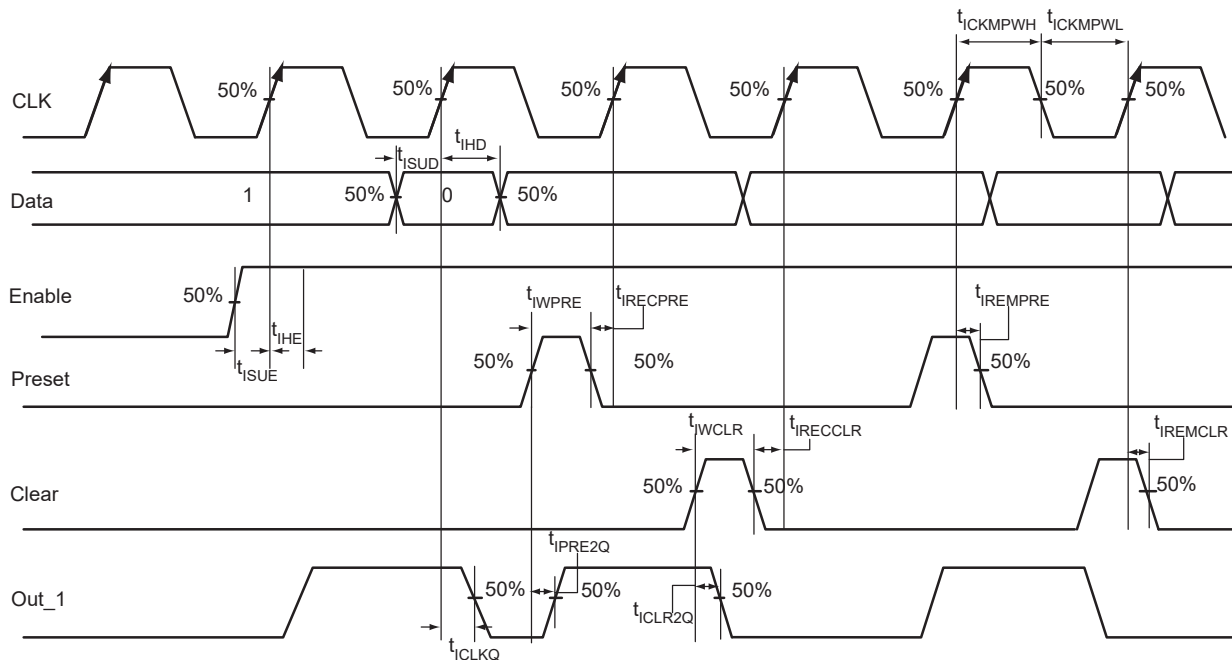 tICKMPWH tICKMPWL
CLK 50% 50% 50% 50% 50% 50% 50%
tISUD tIHD
Data 1 50% 0 50%
Enable 50%
tIHE
tISUE
tIWPRE tIRECPRE tIREMPRE
Preset 50% 50% 50%
tIWCLR tIRECCLR tIREMCLR
Clear 50% 50% 50%
tIPRE2Q
Out_1 50% 50% 50%
tICLR2Q
tICLKQ